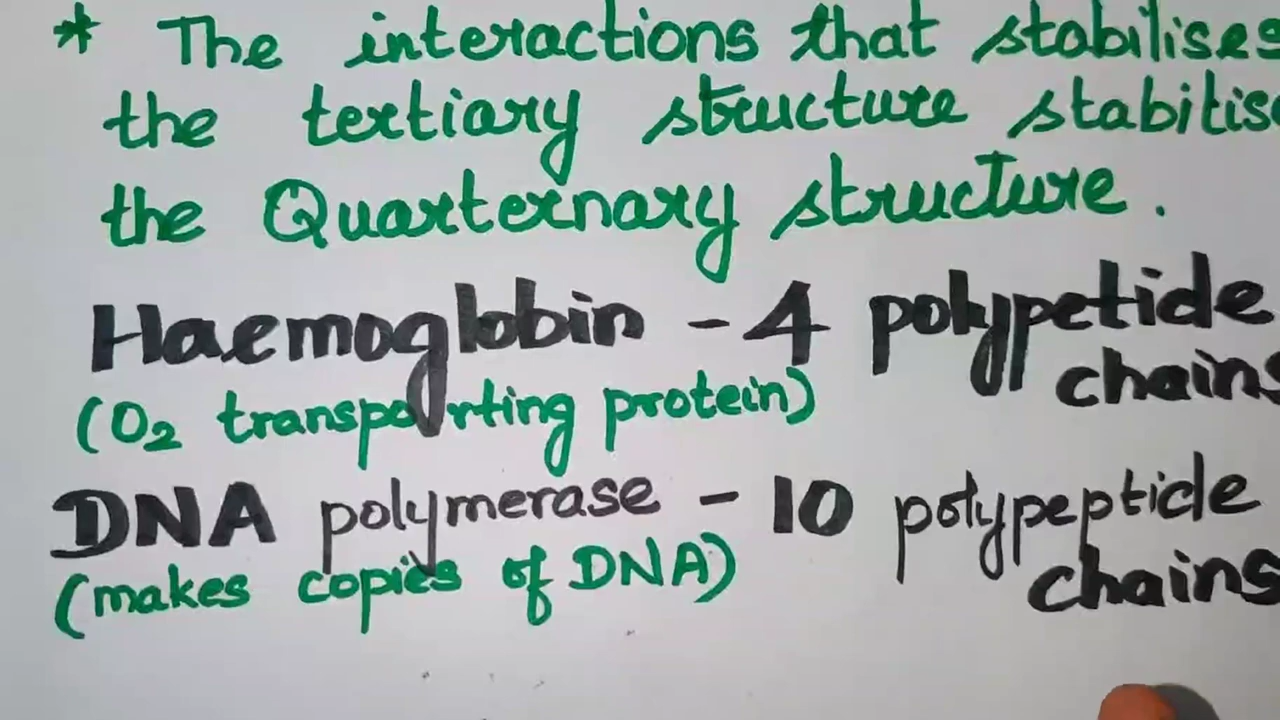 * The interactions that stabilises
the tertiary structure stabitise
the Quarternary structure.
Haemoglobin - 4 polypetide
chains
(O₂ transporting protein)
DNA polymerase - 10 polypeptide
chains
(makes copies of DNA)